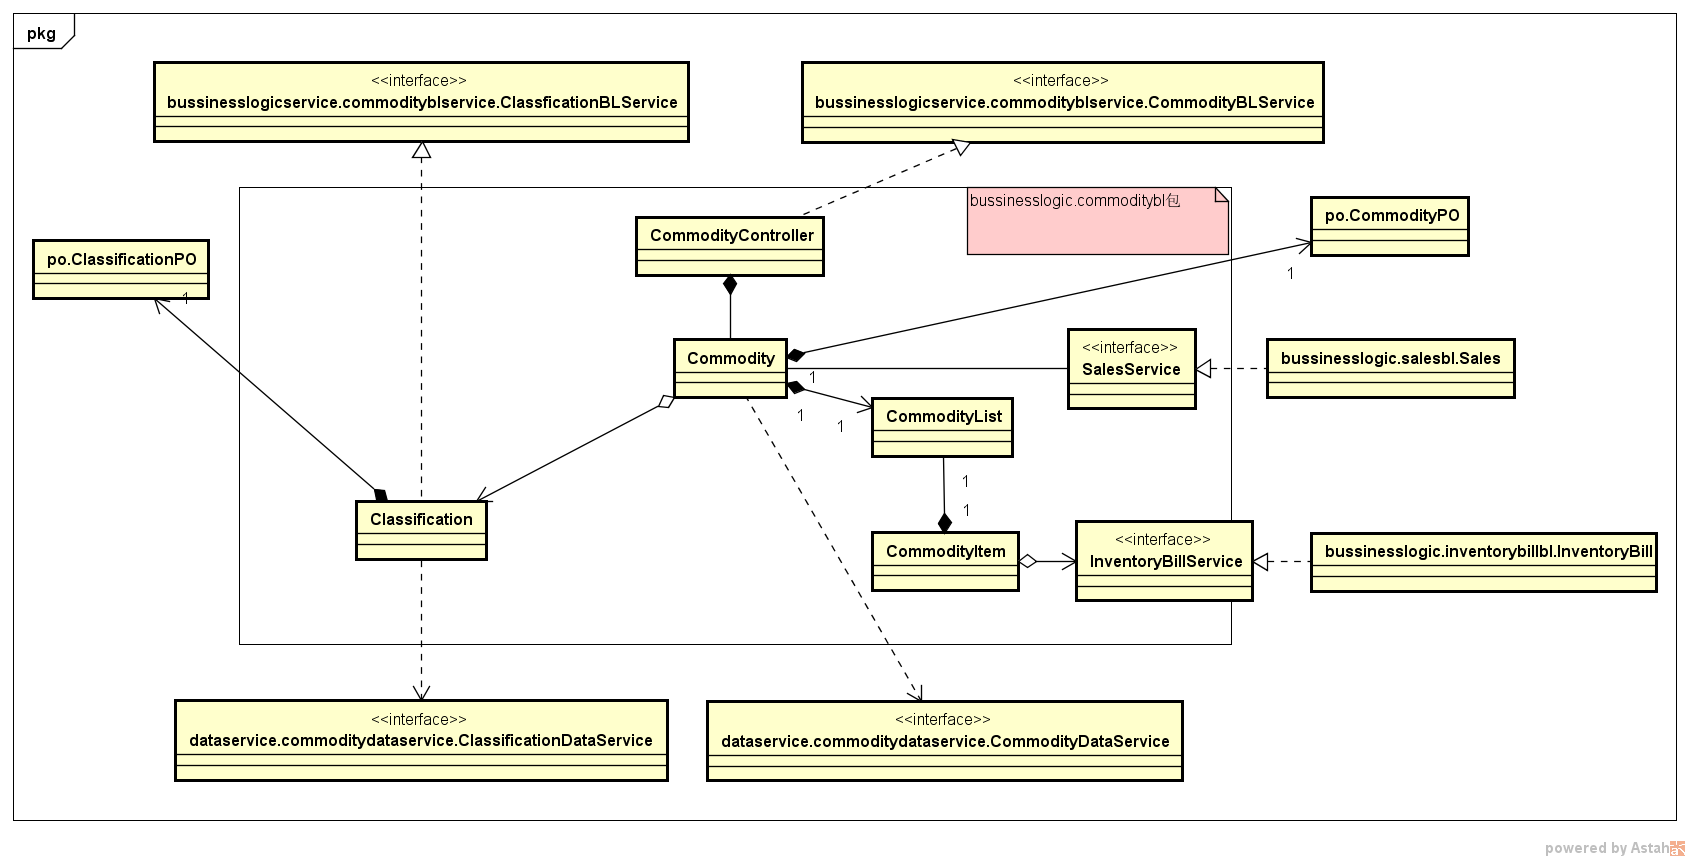 pkg
<<interface>>
bussinesslogicservice.commodityblservice.ClassficationBLService
<<interface>>
bussinesslogicservice.commodityblservice.CommodityBLService
bussinesslogic.commoditybl包
po.CommodityPO
1
CommodityController
po.ClassificationPO
1
Commodity
1
<<interface>>
SalesService
bussinesslogic.salesbl.Sales
1
1
CommodityList
1
1
Classification
CommodityItem
<<interface>>
InventoryBillService
bussinesslogic.inventorybillbl.InventoryBill
<<interface>>
dataservice.commoditydataservice.ClassificationDataService
<<interface>>
dataservice.commoditydataservice.CommodityDataService
powered by Astah